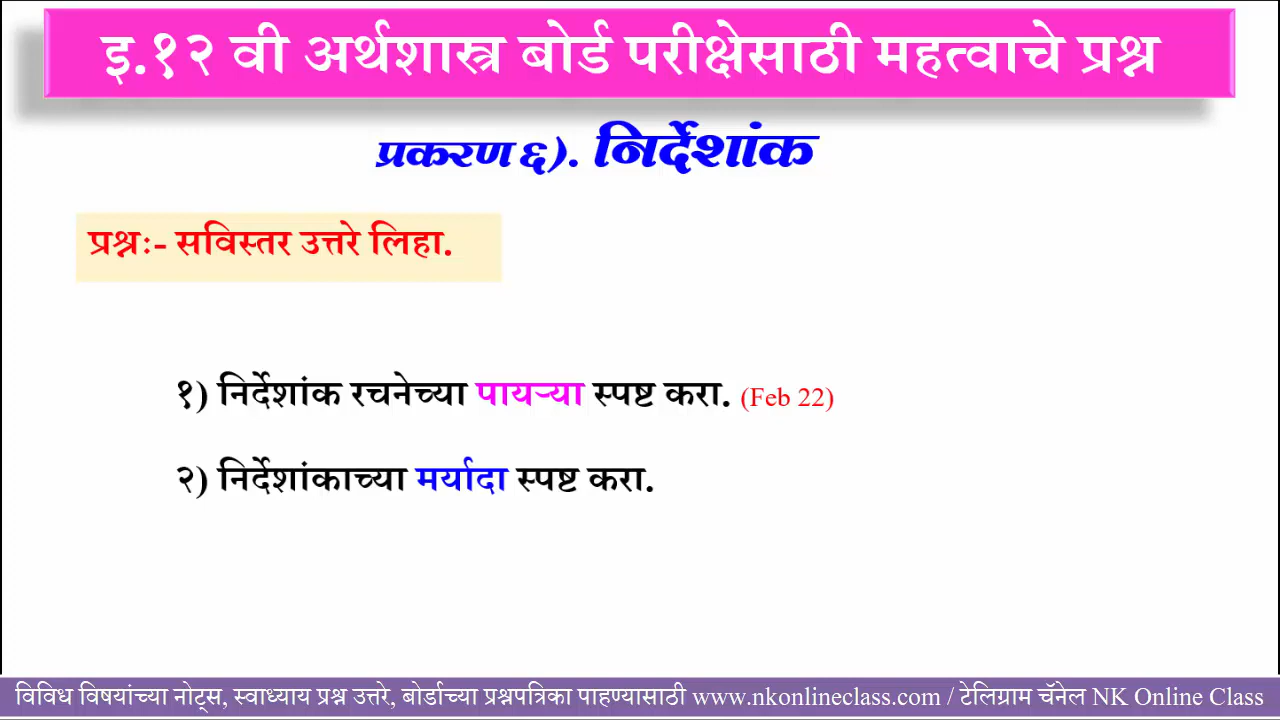 इ.१२ वी अर्थशास्त्र बोर्ड परीक्षेसाठी महत्वाचे प्रश्न
प्रकरण ६). निर्देशांक
प्रश्नः- सविस्तर उत्तरे लिहा.
१) निर्देशांक रचनेच्या पायऱ्या स्पष्ट करा. (Feb 22)
२) निर्देशांकाच्या मर्यादा स्पष्ट करा.
विविध विषयांच्या नोट्स, स्वाध्याय प्रश्न उत्तरे, बोर्डाच्या प्रश्नपत्रिका पाहण्यासाठी www.nkonlineclass.com / टेलिग्राम चॅनेल NK Online Class